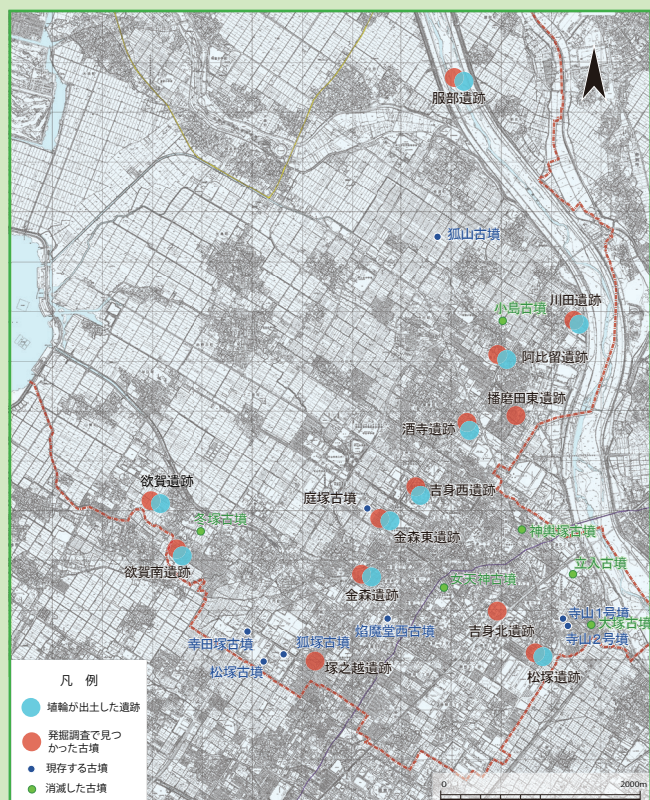 服部遺跡
狐山古墳
川田遺跡
小島古墳
阿比留遺跡
播磨田東遺跡
酒寺遺跡
欲賀遺跡
吉身西遺跡
庭塚古墳
冬塚古墳
金森東遺跡
神輿塚古墳
欲賀南遺跡
立入古墳
女天神古墳
金森遺跡
寺山1号墳
焔魔堂西古墳
吉身北遺跡
大塚古墳
幸田塚古墳
狐塚古墳
寺山2号墳
松塚古墳
塚之越遺跡
松塚遺跡
凡 例
埴輪が出土した遺跡
発掘調査で見つ
かった古墳
現存する古墳
消滅した古墳
0 2000m